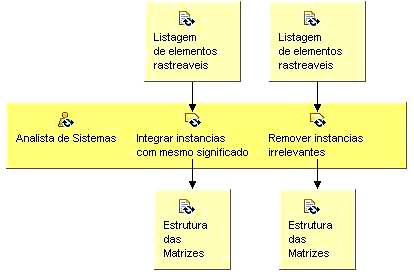 Listagem
de elementos
rastreaveis
Listagem
de elementos
rastreaveis
Analista de Sistemas
Integrar instancias
com mesmo significado
Remover instancias
irrelevantes
Estrutura
das
Matrizes
Estrutura
das
Matrizes